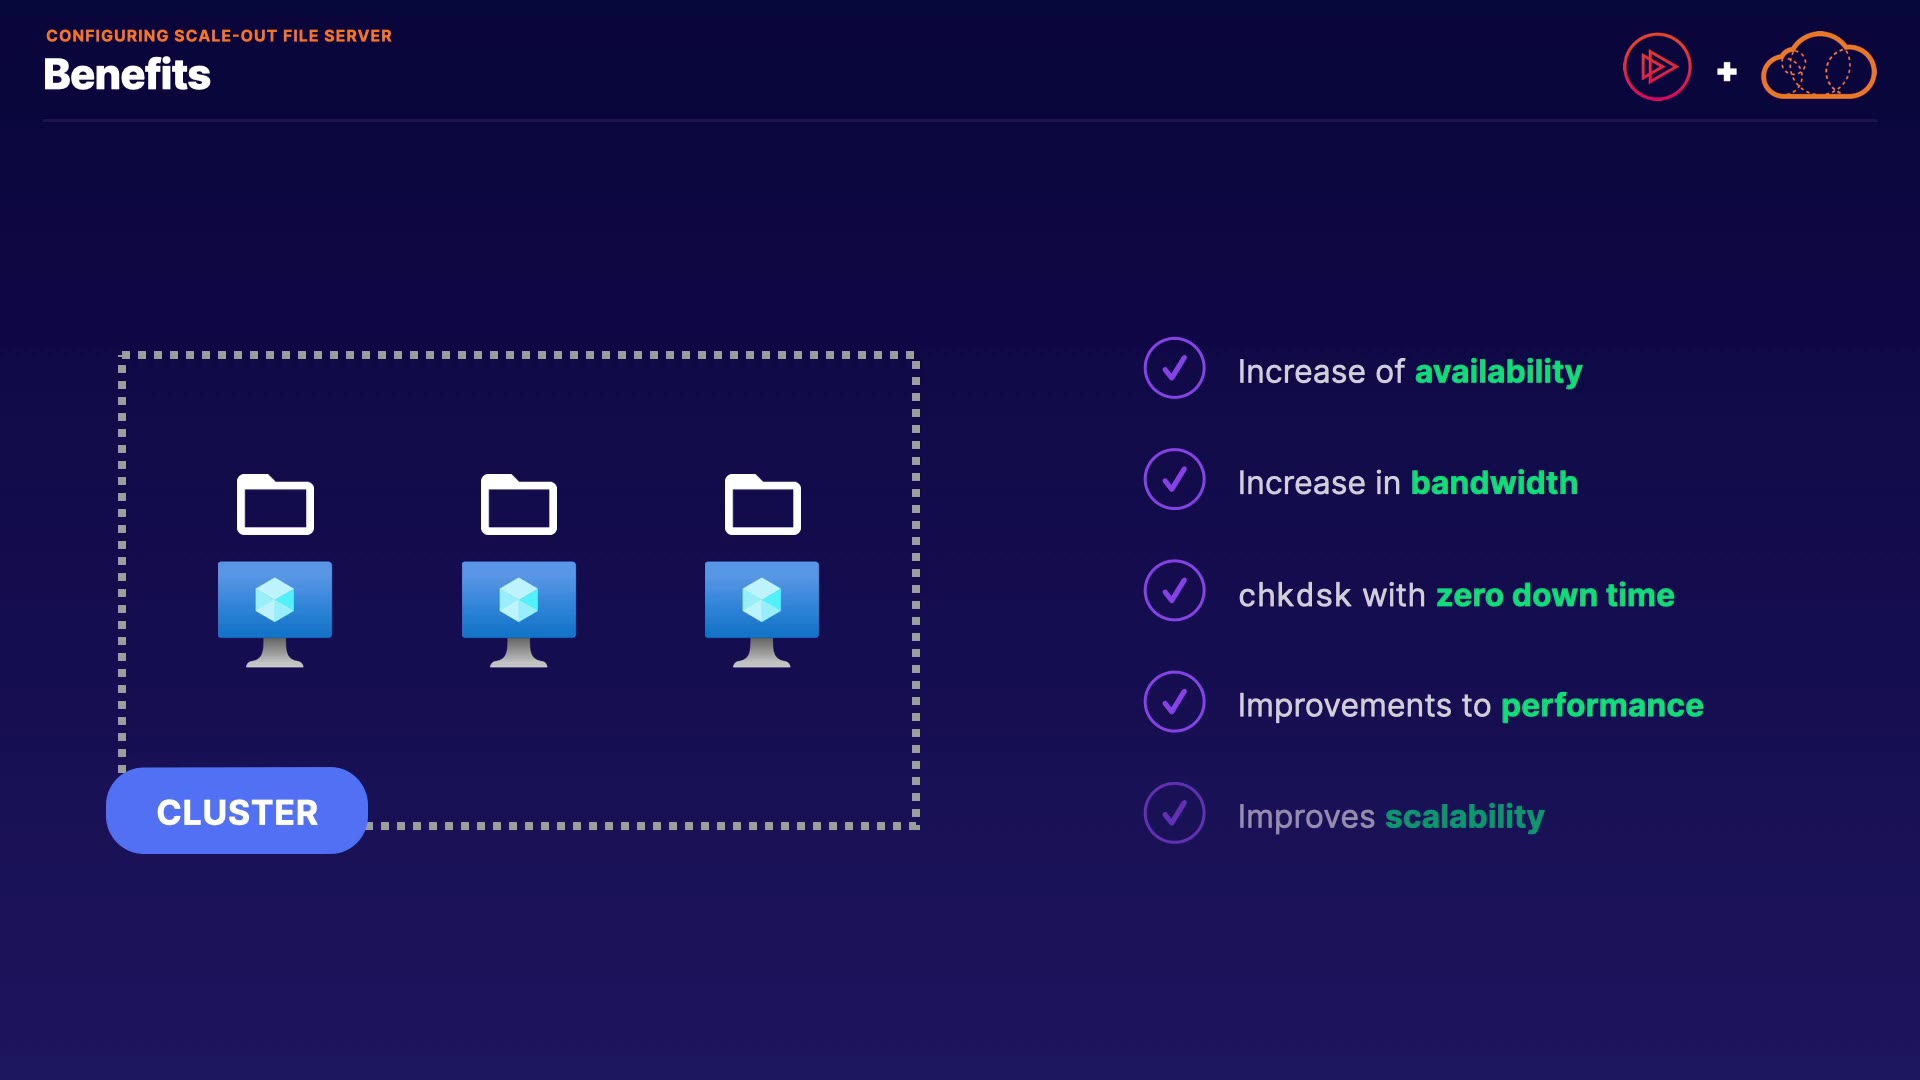 CONFIGURING SCALE-OUT FILE SERVER
Benefits
Increase of availability
Increase in bandwidth
chkdsk with zero down time
Improvements to performance
Improves scalability
CLUSTER